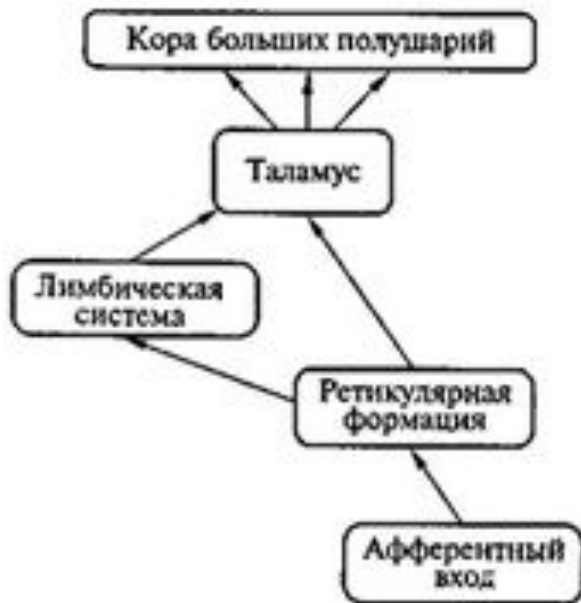 Кора больших полушарий
Таламус
Лимбическая
система
Ретикулярная
формация
Афферентный
вход